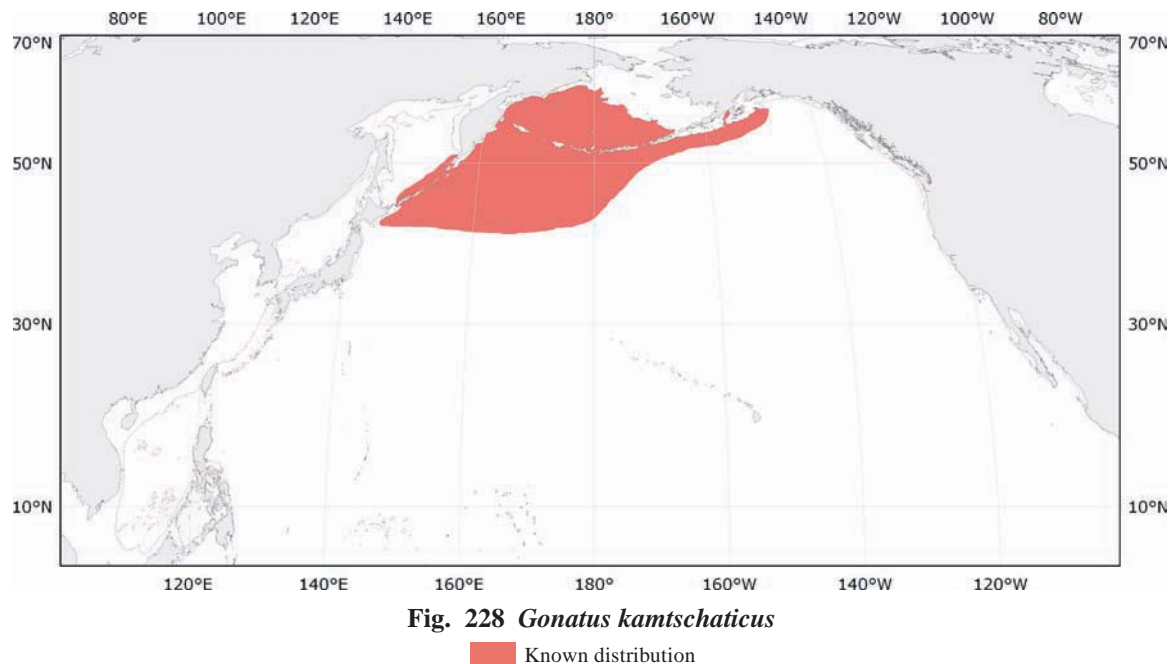 80°E 100°E 120°E 140°E 160°E 180° 160°W 140°W 120°W 100°W 80°W
70°N 70°N
50°N 50°N
30°N 30°N
10°N 10°N
120°E 140°E 160°E 180° 160°W 140°W 120°W
Fig. 228 Gonatus kamtschaticus
Known distribution